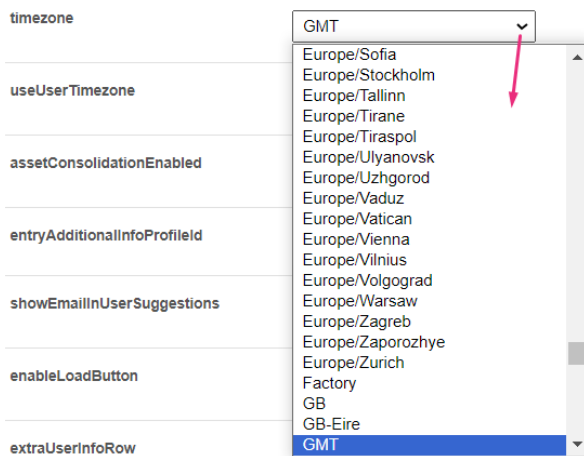 timezone
GMT
useUserTimezone
assetConsolidationEnabled
entryAdditionalInfoProfileId
showEmailInUserSuggestions
enableLoadButton
extraUserInfoRow
Europe/Sofia
Europe/Stockholm
Europe/Tallinn
Europe/Tirane
Europe/Tiraspol
Europe/Ulyanovsk
Europe/Uzhgorod
Europe/Vaduz
Europe/Vatican
Europe/Vienna
Europe/Vilnius
Europe/Volgograd
Europe/Warsaw
Europe/Zagreb
Europe/Zaporozhye
Europe/Zurich
Factory
GB
GB-Eire
GMT